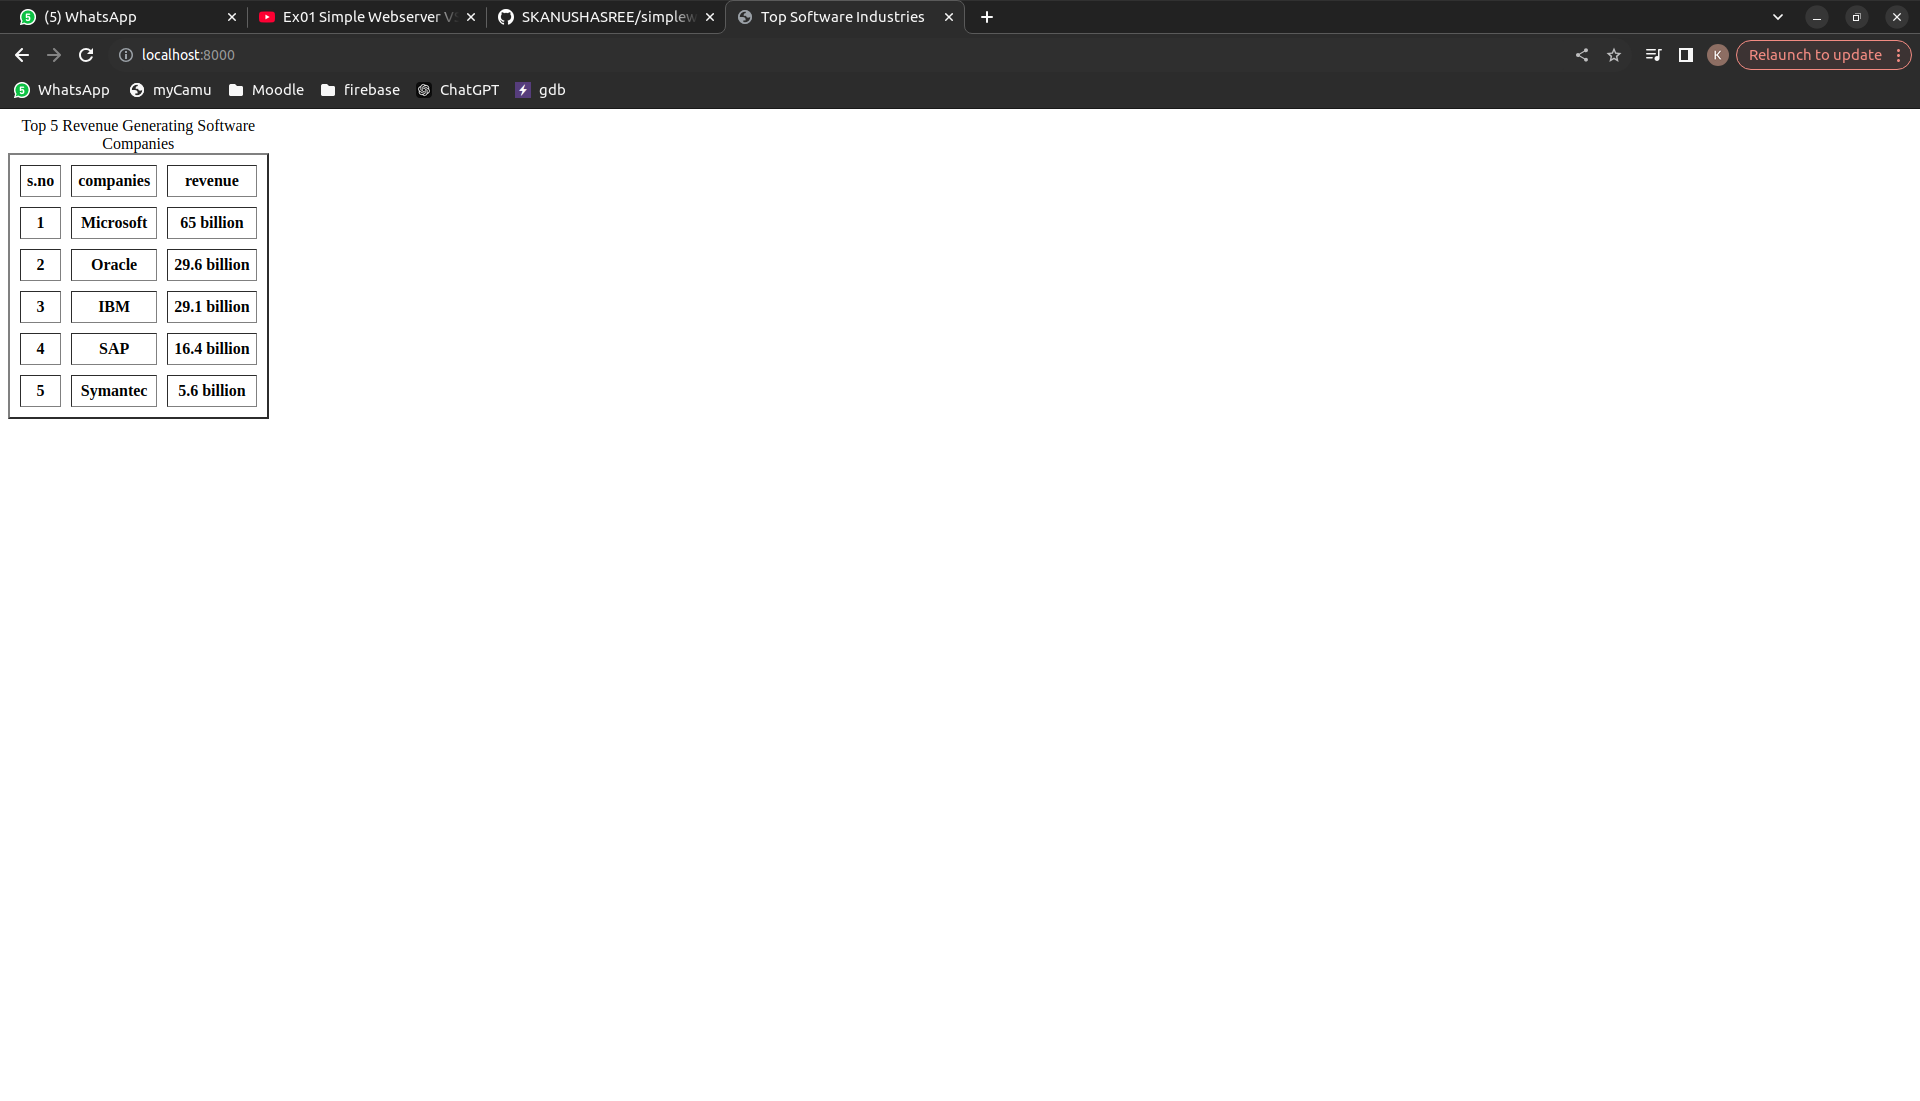 (5) WhatsApp
Ex01 Simple Webserver VS
SKANUSHASREE/simplew
Top Software Industries
localhost:8000
K
Relaunch to update
WhatsApp
myCamu
Moodle
firebase
ChatGPT
gdb
Top 5 Revenue Generating Software
Companies
s.no companies revenue
1 Microsoft 65 billion
2 Oracle 29.6 billion
3 IBM 29.1 billion
4 SAP 16.4 billion
5 Symantec 5.6 billion